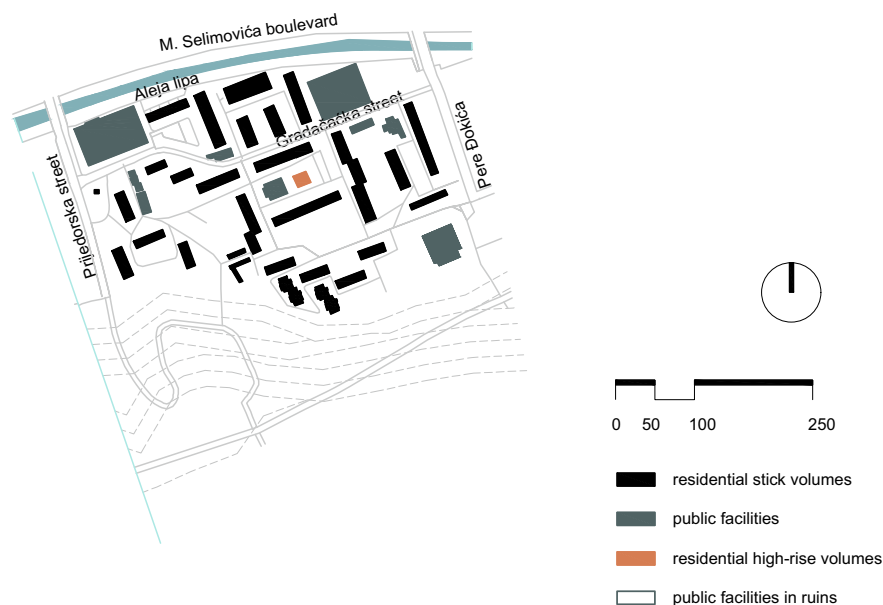 M. Selimovića boulevard
Aleja lipa
Gradačačka street
Prijedorska street
Pere Đokića
0 50 100 250
residential stick volumes
public facilities
residential high-rise volumes
public facilities in ruins